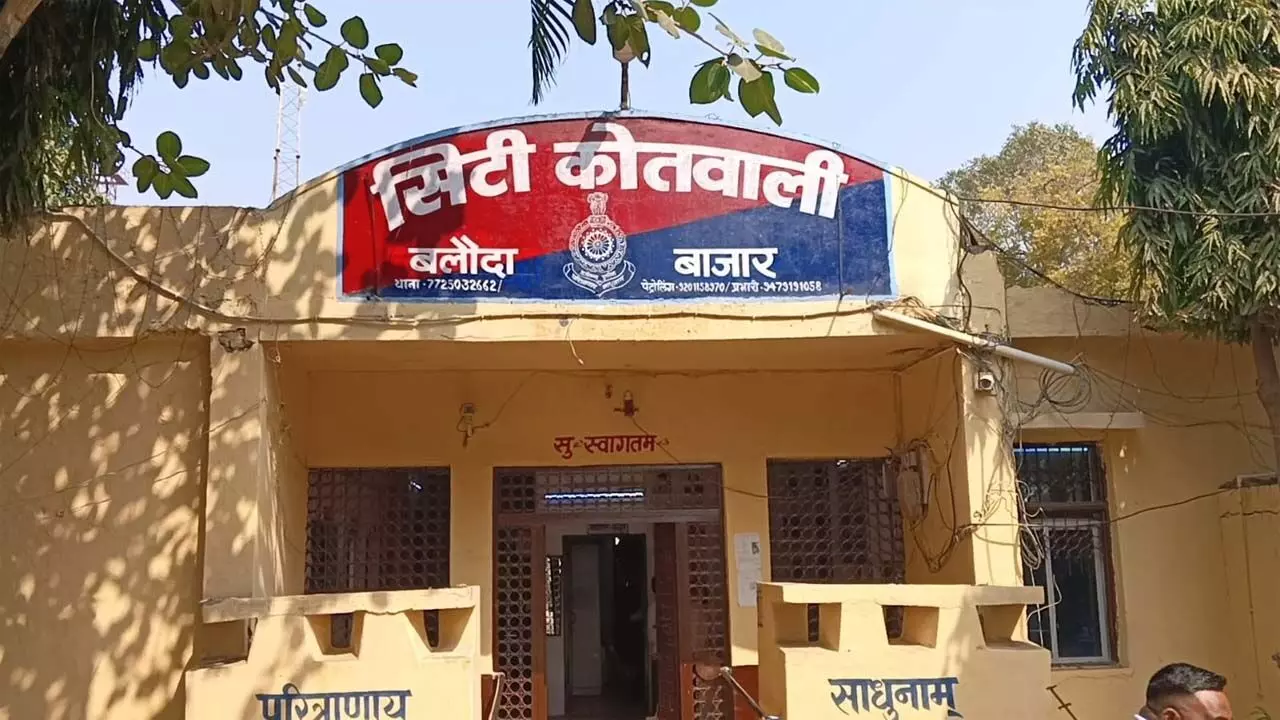 सिटी कोतवाली
बलौदा बाजार
थाना -7725032662/ पेट्रोलिंग-9201158370/प्रभारी-9479191058
सु-स्वागतम
परित्राणाय साधुनाम्